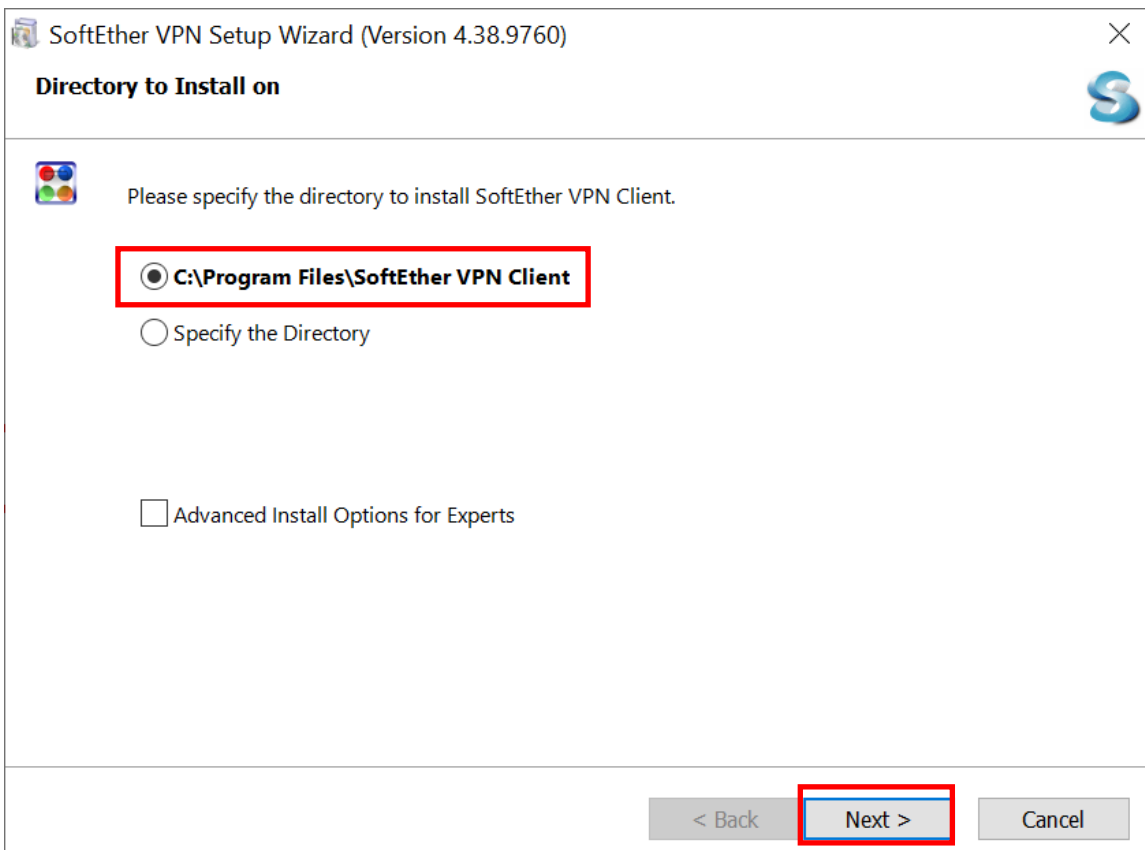 SoftEther VPN Setup Wizard (Version 4.38.9760)
Directory to Install on
Please specify the directory to install SoftEther VPN Client.
C:\Program Files\SoftEther VPN Client
Specify the Directory
Advanced Install Options for Experts
< Back Next > Cancel